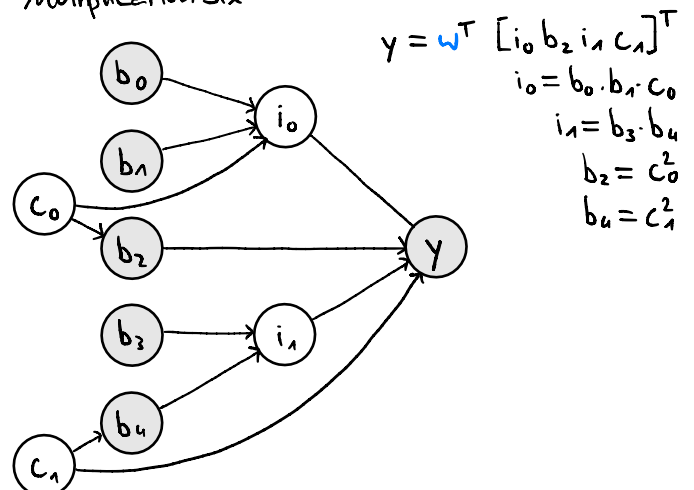 y = wᵀ [i₀ b₂ i₁ c₁]ᵀ
i₀ = b₀ · b₁ · c₀
i₁ = b₃ · b₄
b₂ = c₀²
b₄ = c₁²
b₀
i₀
b₁
c₀
b₂
y
b₃
i₁
b₄
c₁